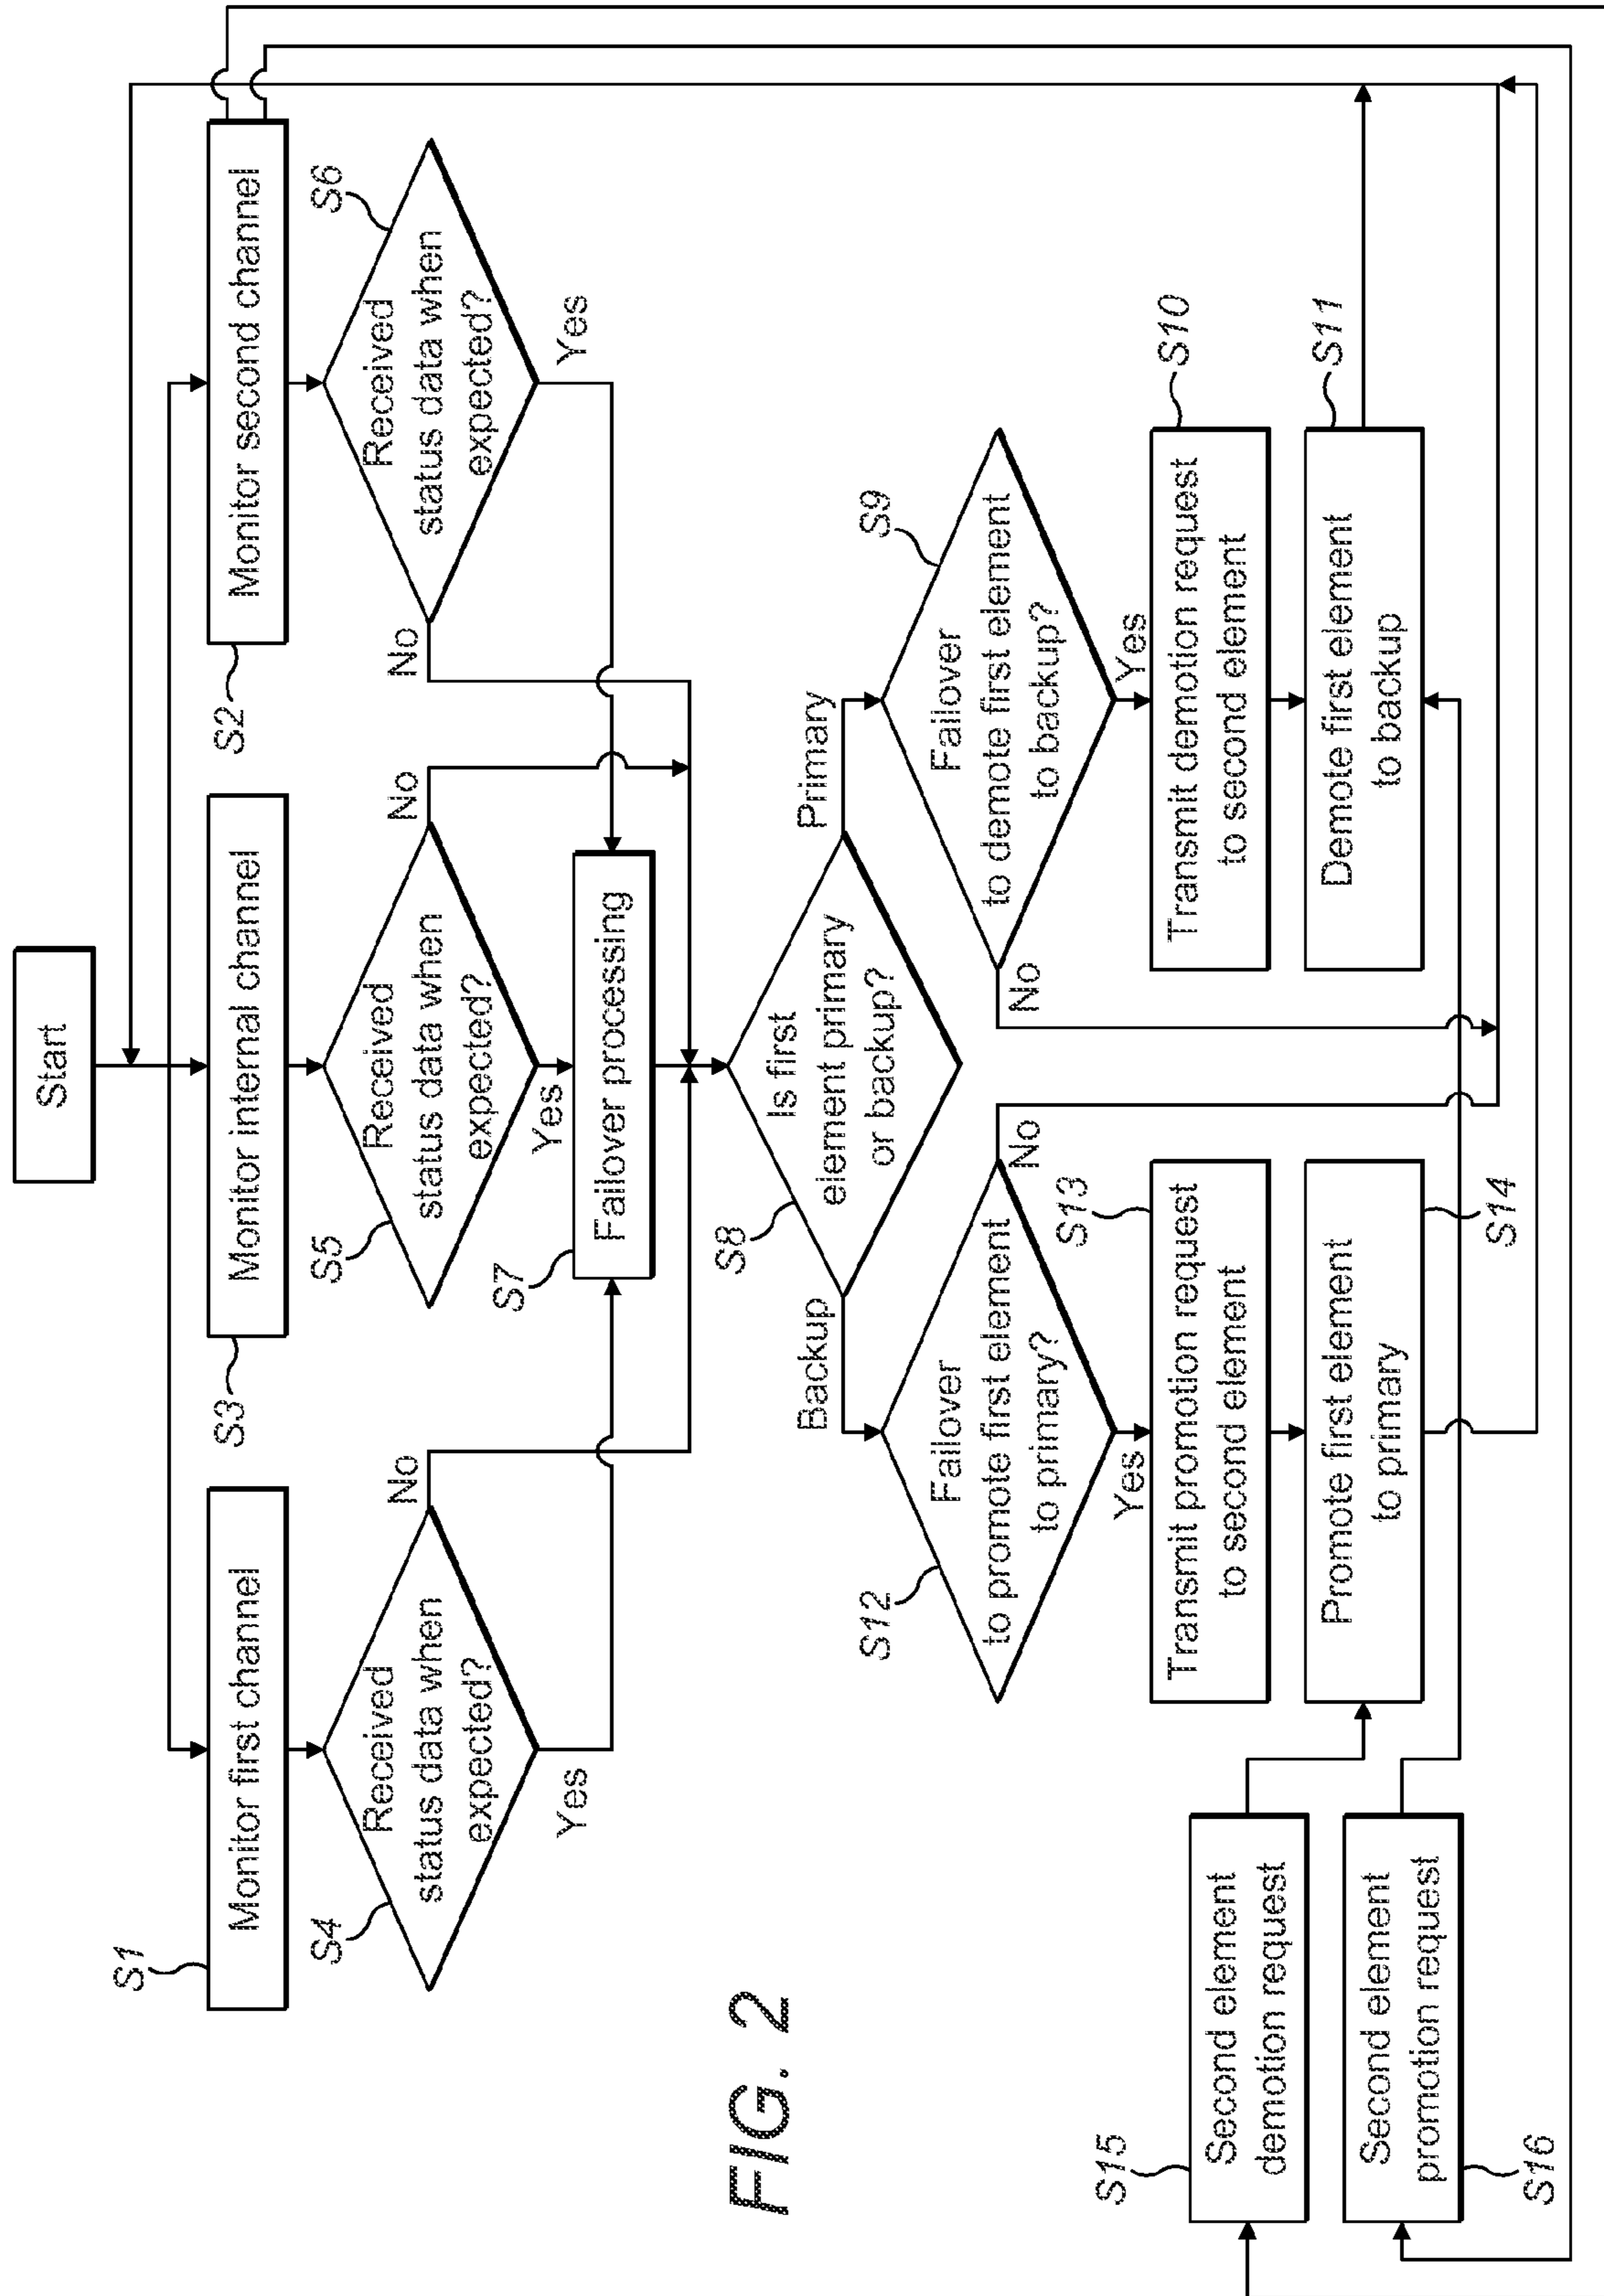 Start
S1
Monitor first channel
S3
Monitor internal channel
S2
Monitor second channel
S4
Received
status data when
expected?
No
Yes
S5
Received
status data when
expected?
No
Yes
S6
Received
status data when
expected?
No
Yes
S7
Failover processing
S8
Is first
element primary
or backup?
Backup
Primary
S12
Failover
to promote first element
to primary?
No
Yes
S9
Failover
to demote first element
to backup?
No
Yes
S13
Transmit promotion request
to second element
S10
Transmit demotion request
to second element
S14
Promote first element
to primary
S11
Demote first element
to backup
S15
Second element
demotion request
S16
Second element
promotion request
FIG. 2